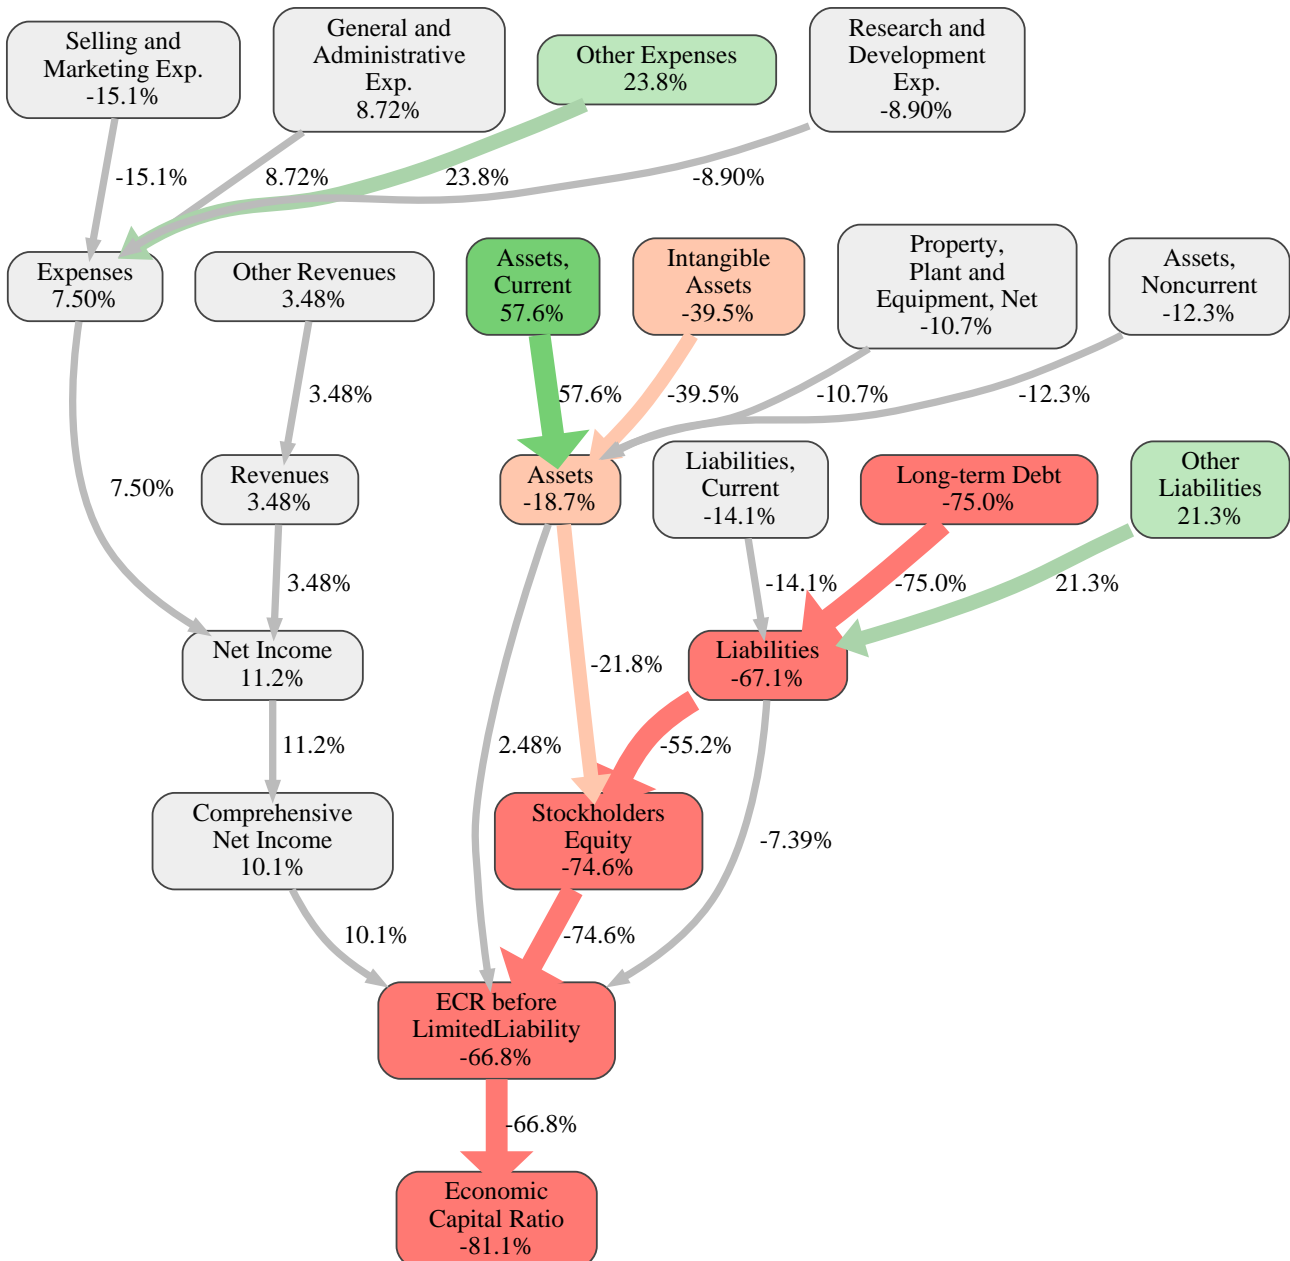 Selling and
Marketing Exp.
-15.1%
General and
Administrative
Exp.
8.72%
Other Expenses
23.8%
Research and
Development
Exp.
-8.90%
-15.1%
8.72%
23.8%
-8.90%
Expenses
7.50%
Other Revenues
3.48%
Assets,
Current
57.6%
Intangible
Assets
-39.5%
Property,
Plant and
Equipment, Net
-10.7%
Assets,
Noncurrent
-12.3%
3.48%
57.6%
-39.5%
-10.7%
-12.3%
7.50%
Revenues
3.48%
Assets
-18.7%
Liabilities,
Current
-14.1%
Long-term Debt
-75.0%
Other
Liabilities
21.3%
3.48%
-14.1%
-75.0%
21.3%
Net Income
11.2%
-21.8%
Liabilities
-67.1%
11.2%
2.48%
-55.2%
Comprehensive
Net Income
10.1%
Stockholders
Equity
-74.6%
-7.39%
10.1%
-74.6%
ECR before
LimitedLiability
-66.8%
-66.8%
Economic
Capital Ratio
-81.1%